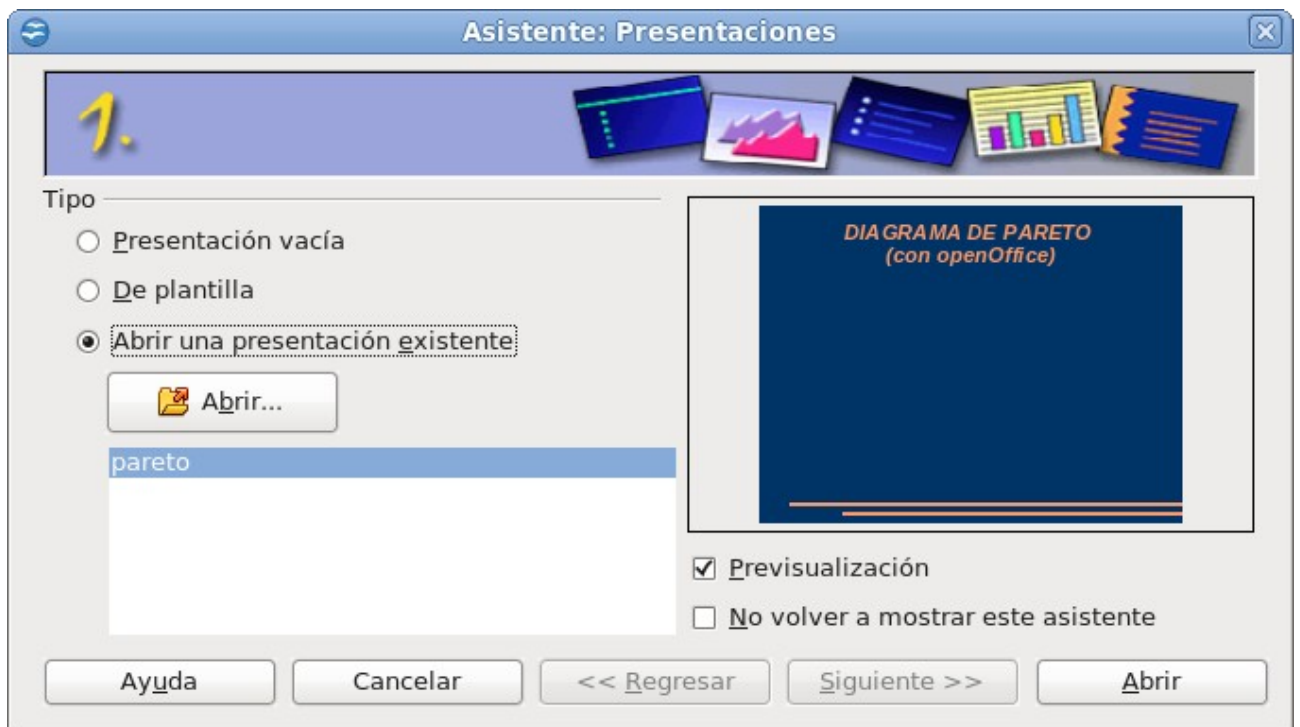 Asistente: Presentaciones
1.
Tipo
Presentación vacía
De plantilla
Abrir una presentación existente
Abrir...
pareto
DIAGRAMA DE PARETO
(con openOffice)
Previsualización
No volver a mostrar este asistente
Ayuda
Cancelar
<< Regresar
Siguiente >>
Abrir